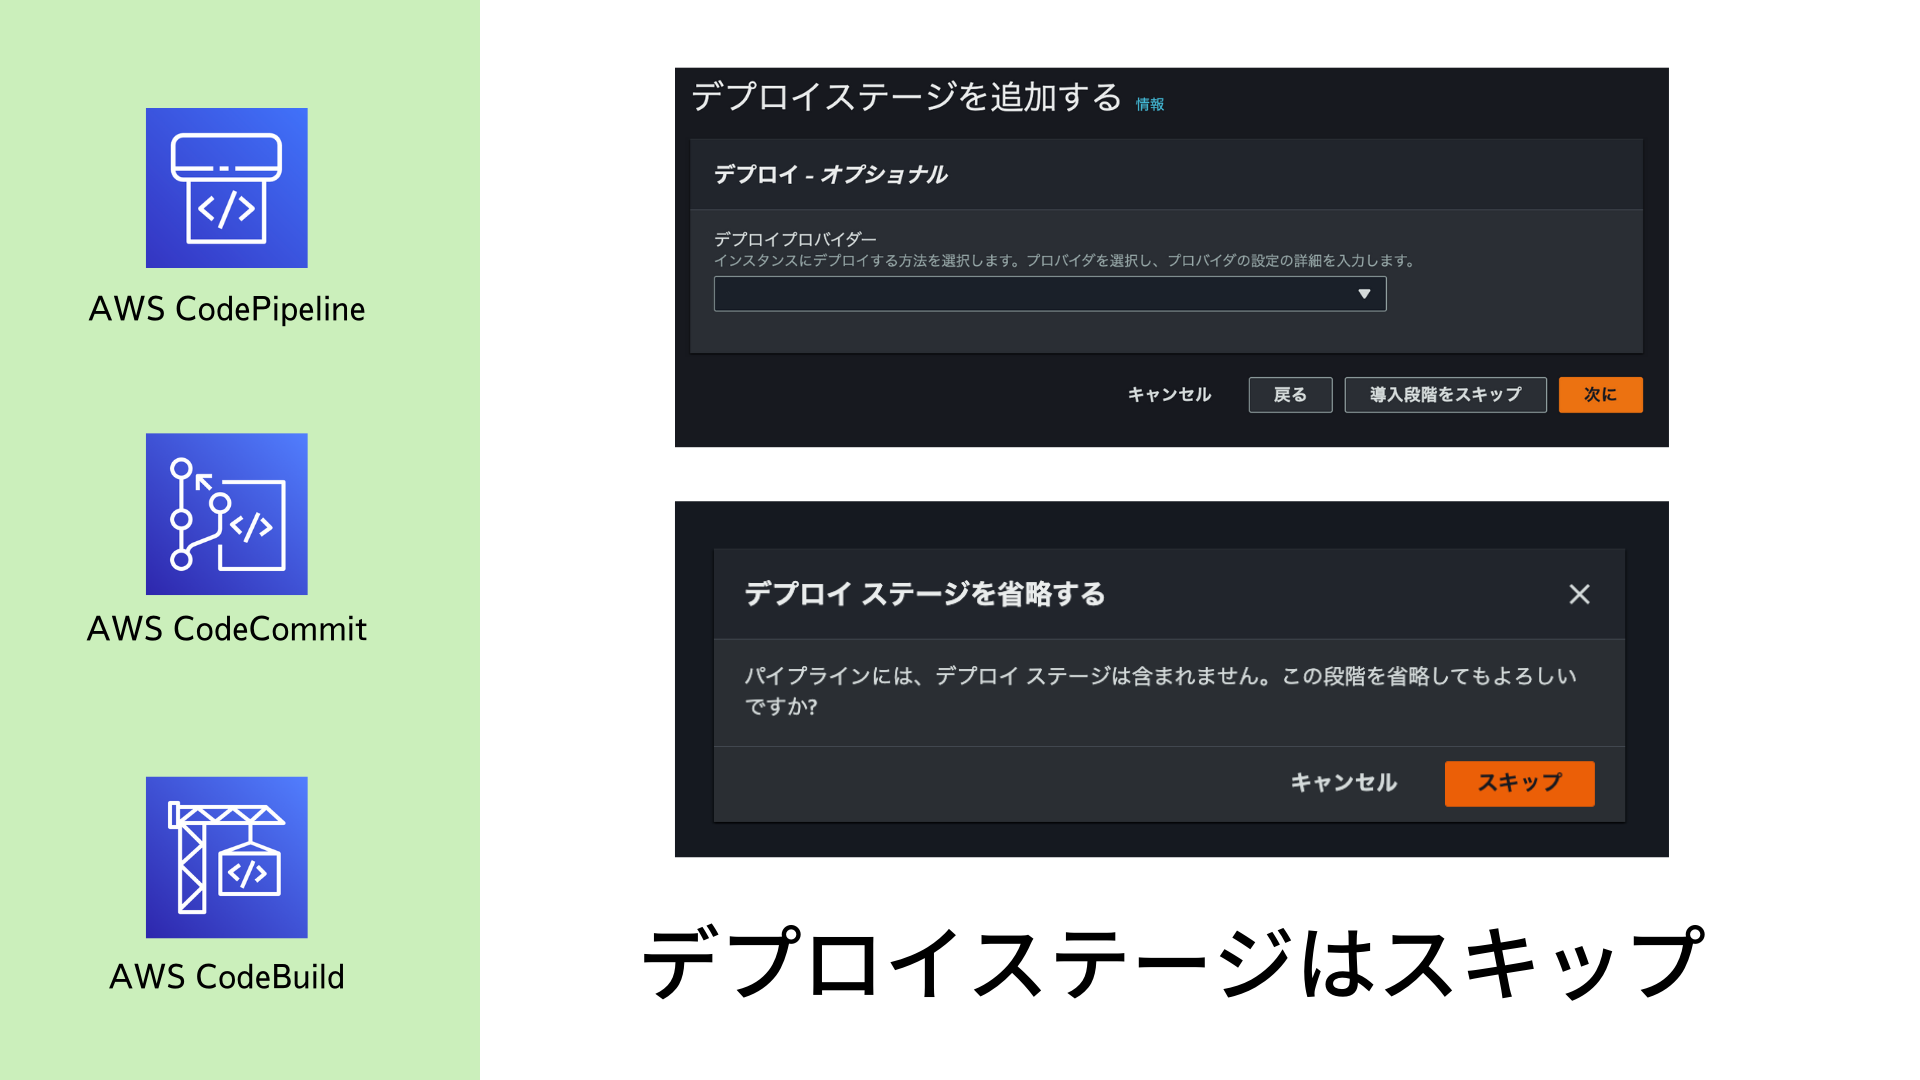 AWS CodePipeline
AWS CodeCommit
AWS CodeBuild
デプロイステージを追加する 情報
デプロイ - オプショナル
デプロイプロバイダー
インスタンスにデプロイする方法を選択します。プロバイダを選択し、プロバイダの設定の詳細を入力します。
キャンセル 戻る 導入段階をスキップ 次に
デプロイ ステージを省略する
パイプラインには、デプロイ ステージは含まれません。この段階を省略してもよろしい
ですか?
キャンセル スキップ
デプロイステージはスキップ